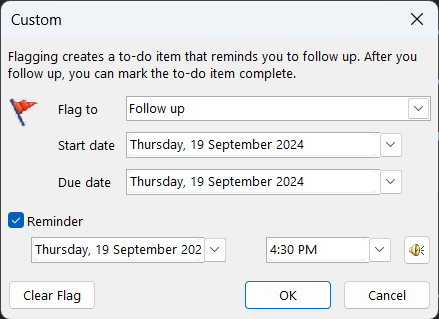 Custom
Flagging creates a to-do item that reminds you to follow up. After you
follow up, you can mark the to-do item complete.
Flag to Follow up
Start date Thursday, 19 September 2024
Due date Thursday, 19 September 2024
Reminder
Thursday, 19 September 202 4:30 PM
Clear Flag OK Cancel